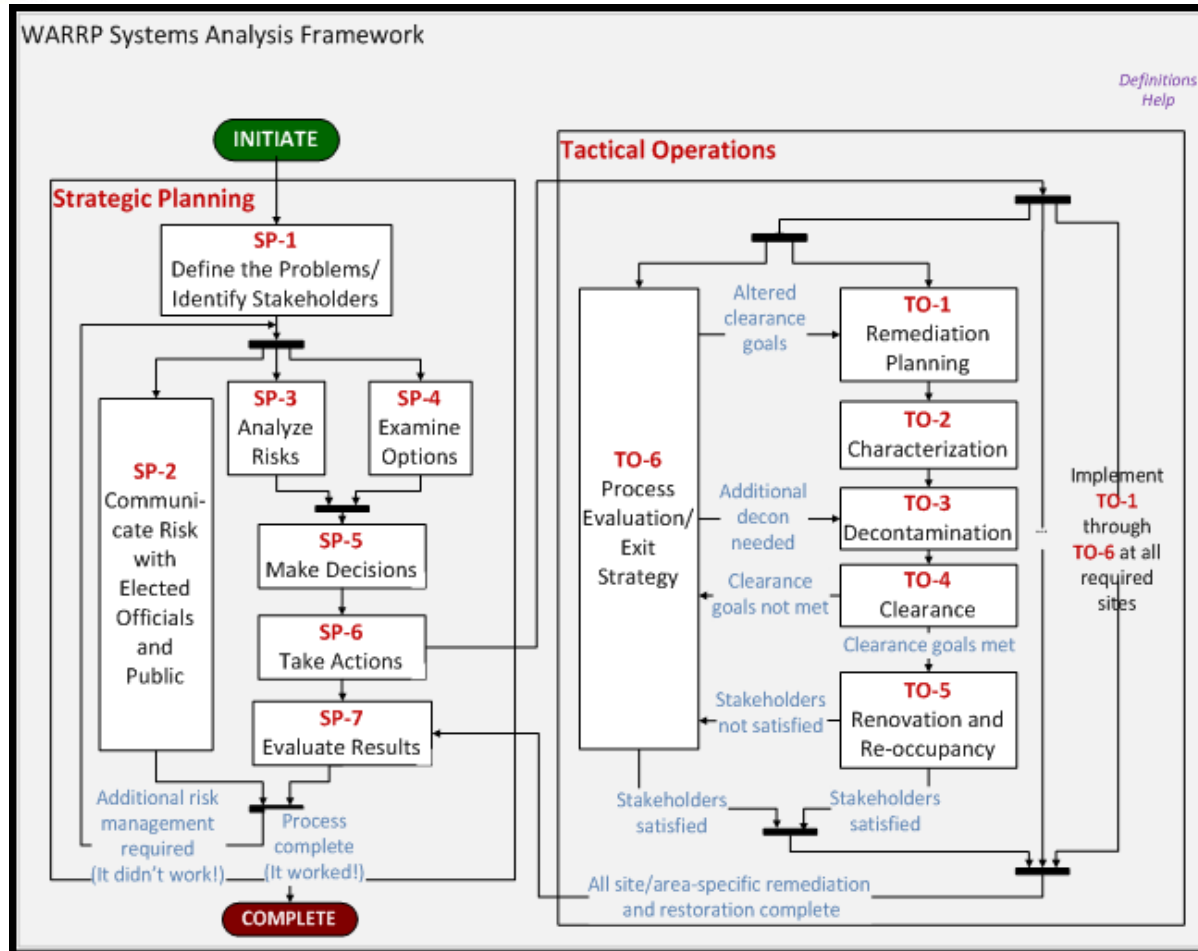 WARRP Systems Analysis Framework
Definitions
Help
INITIATE
Strategic Planning
SP-1
Define the Problems/
Identify Stakeholders
SP-2
Communi-
cate Risk
with
Elected
Officials
and
Public
SP-3
Analyze
Risks
SP-4
Examine
Options
SP-5
Make Decisions
SP-6
Take Actions
SP-7
Evaluate Results
Additional risk
management
required
(It didn't work!)
Process
complete
(It worked!)
COMPLETE
Tactical Operations
TO-6
Process
Evaluation/
Exit
Strategy
Altered
clearance
goals
TO-1
Remediation
Planning
TO-2
Characterization
Additional
decon
needed
TO-3
Decontamination
Clearance
goals not met
TO-4
Clearance
Clearance goals met
Stakeholders
not satisfied
TO-5
Renovation and
Re-occupancy
Stakeholders
satisfied
Stakeholders
satisfied
...
Implement
TO-1
through
TO-6 at all
required
sites
All site/area-specific remediation
and restoration complete